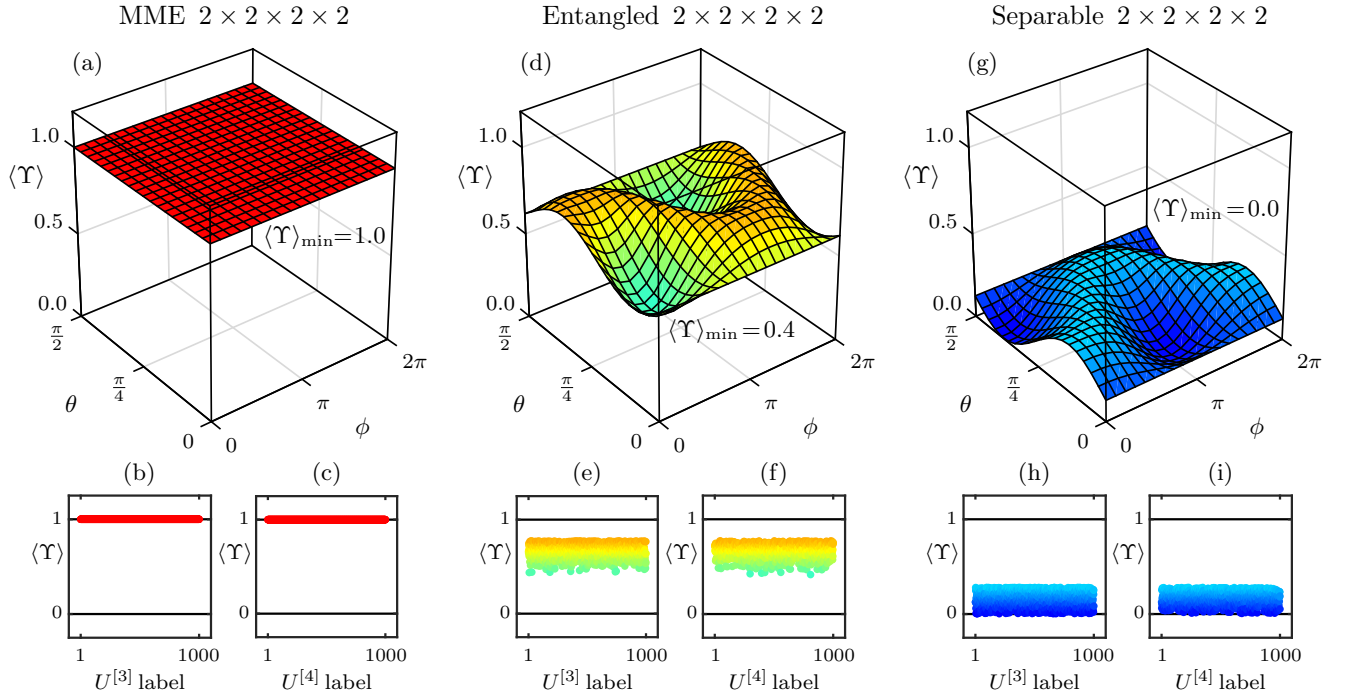 MME 2 × 2 × 2 × 2
Entangled 2 × 2 × 2 × 2
Separable 2 × 2 × 2 × 2
(a)
1.0
⟨Υ⟩
0.5
0.0
⟨Υ⟩min=1.0
π/2
π/4
θ
0
0
π
2π
ϕ
(d)
1.0
⟨Υ⟩
0.5
0.0
⟨Υ⟩min=0.4
π/2
π/4
θ
0
0
π
2π
ϕ
(g)
1.0
⟨Υ⟩
0.5
0.0
⟨Υ⟩min=0.0
π/2
π/4
θ
0
0
π
2π
ϕ
(b)
1
⟨Υ⟩
0
1 1000
U[3] label
(c)
1
⟨Υ⟩
0
1 1000
U[4] label
(e)
1
⟨Υ⟩
0
1 1000
U[3] label
(f)
1
⟨Υ⟩
0
1 1000
U[4] label
(h)
1
⟨Υ⟩
0
1 1000
U[3] label
(i)
1
⟨Υ⟩
0
1 1000
U[4] label